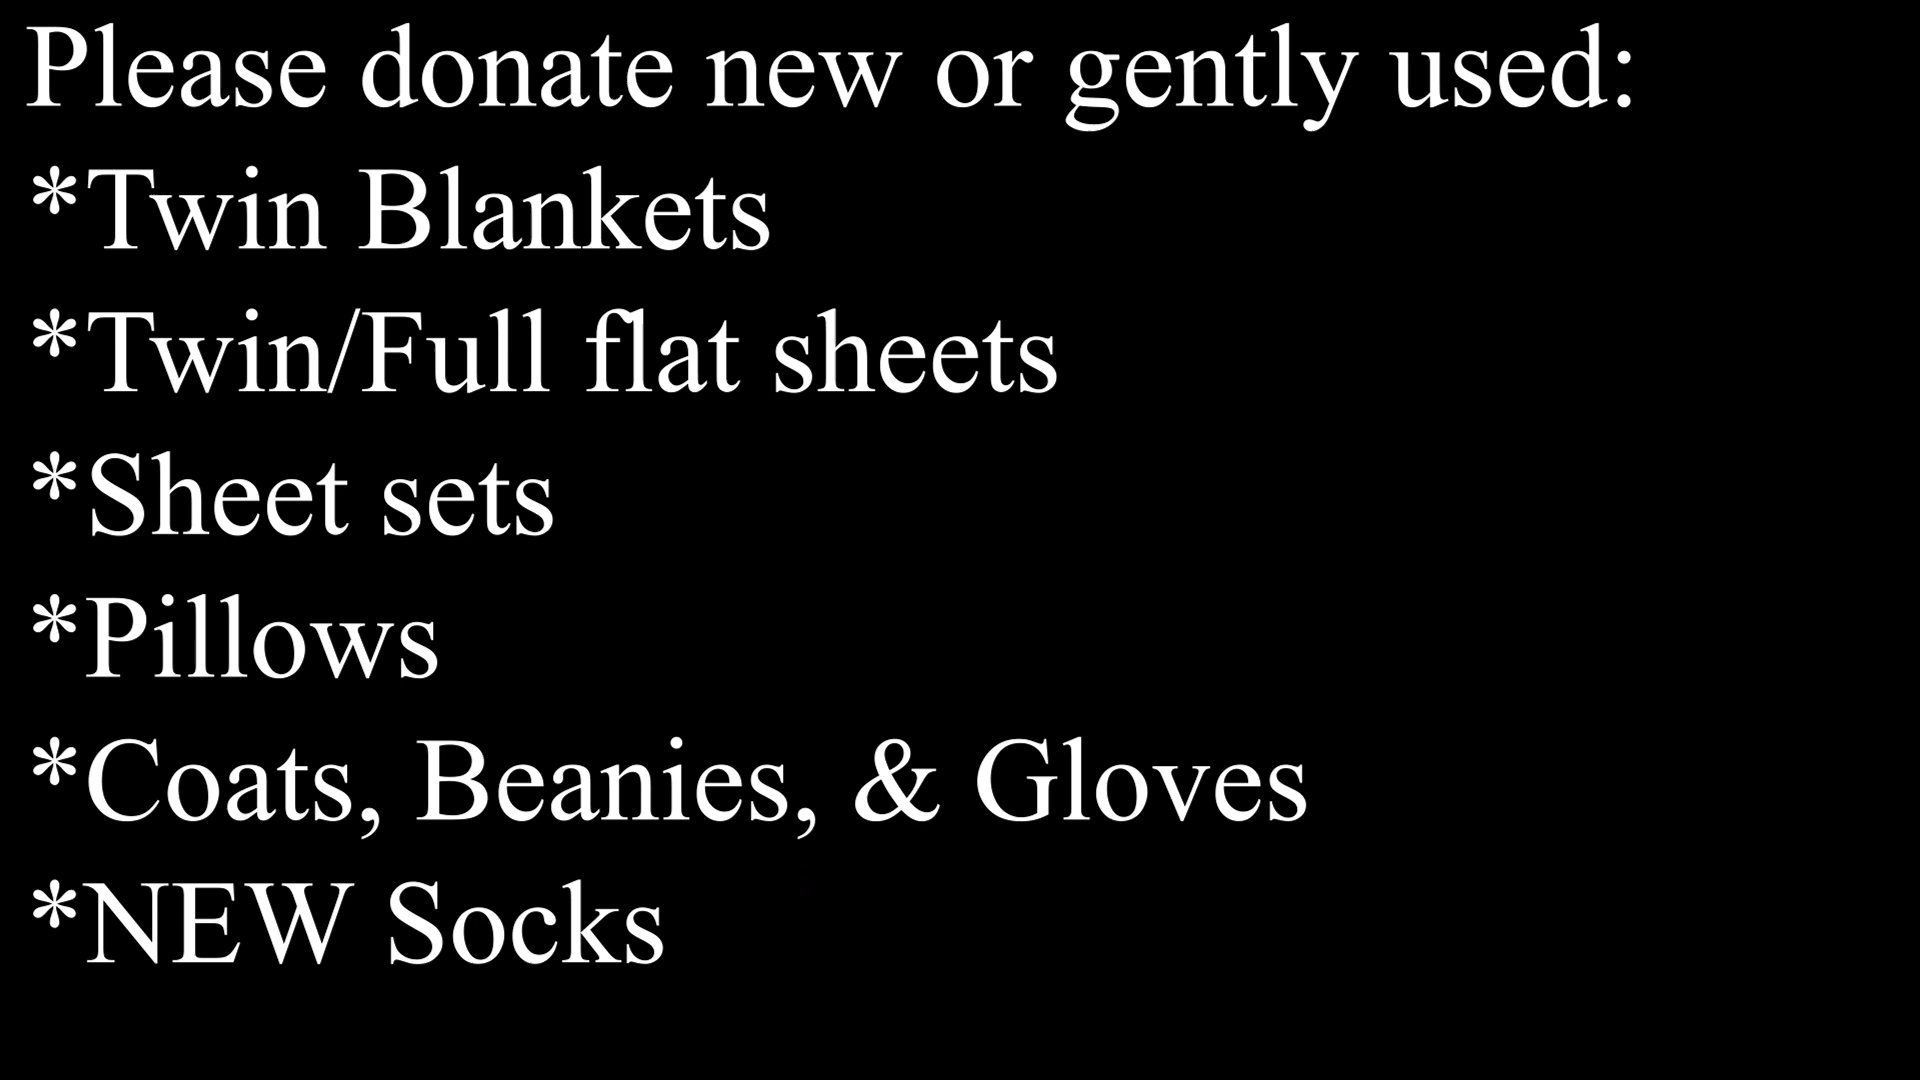 Please donate new or gently used:
*Twin Blankets
*Twin/Full flat sheets
*Sheet sets
*Pillows
*Coats, Beanies, & Gloves
*NEW Socks